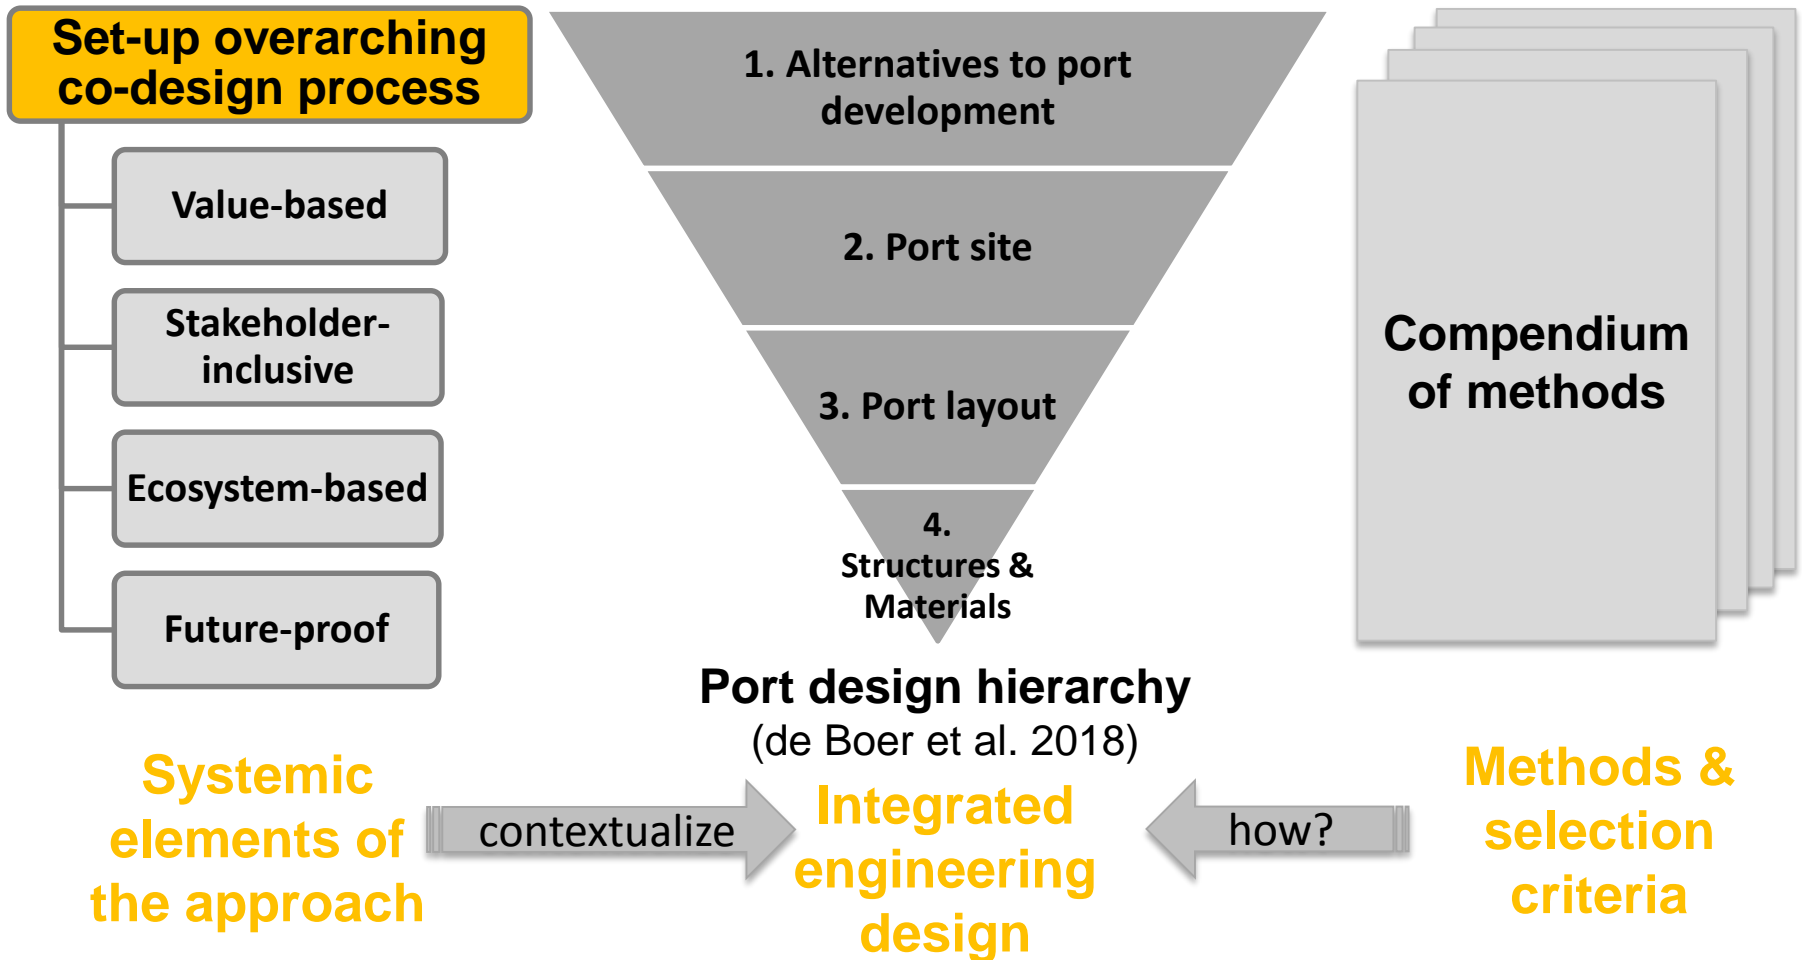 Set-up overarching
co-design process
Value-based
Stakeholder-
inclusive
Ecosystem-based
Future-proof
Systemic
elements of
the approach
1. Alternatives to port
development
2. Port site
3. Port layout
4.
Structures &
Materials
Port design hierarchy
(de Boer et al. 2018)
contextualize
Integrated
engineering
design
how?
Compendium
of methods
Methods &
selection
criteria